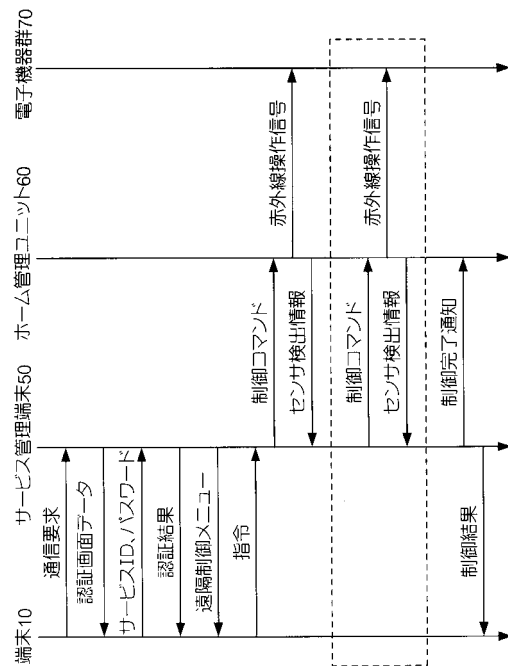 端末10
サービス管理端末50
ホーム管理ユニット60
電子機器群70
通信要求
認証画面データ
サービスID、パスワード
認証結果
遠隔制御メニュー
指令
制御コマンド
赤外線操作信号
センサ検出情報
制御コマンド
赤外線操作信号
センサ検出情報
制御完了通知
制御結果